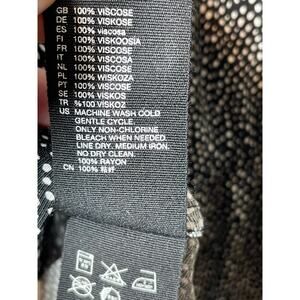 GB 100% VISCOSE
DE 100% VISKOSE
ES 100% viscosa
FI 100% VISKOOSIA
FR 100% VISCOSE
IT 100% VISCOSA
NL 100% VISCOSE
PL 100% WISKOZA
PT 100% VISCOSE
SE 100% VISKOS
TR %100 VISKOZ
US MACHINE WASH COLD
GENTLE CYCLE.
ONLY NON-CHLORINE
BLEACH WHEN NEEDED.
LINE DRY. MEDIUM IRON.
NO DRY CLEAN.
100% RAYON
CN 100% 粘纤